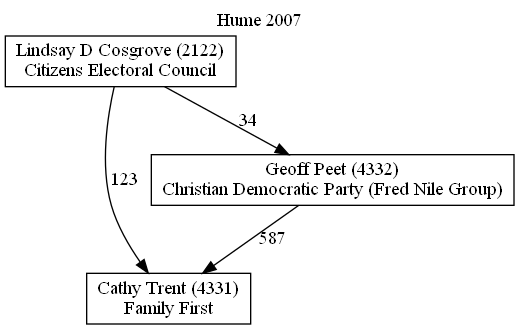 Hume 2007
Lindsay D Cosgrove (2122)
Citizens Electoral Council
34
Geoff Peet (4332)
Christian Democratic Party (Fred Nile Group)
123
587
Cathy Trent (4331)
Family First